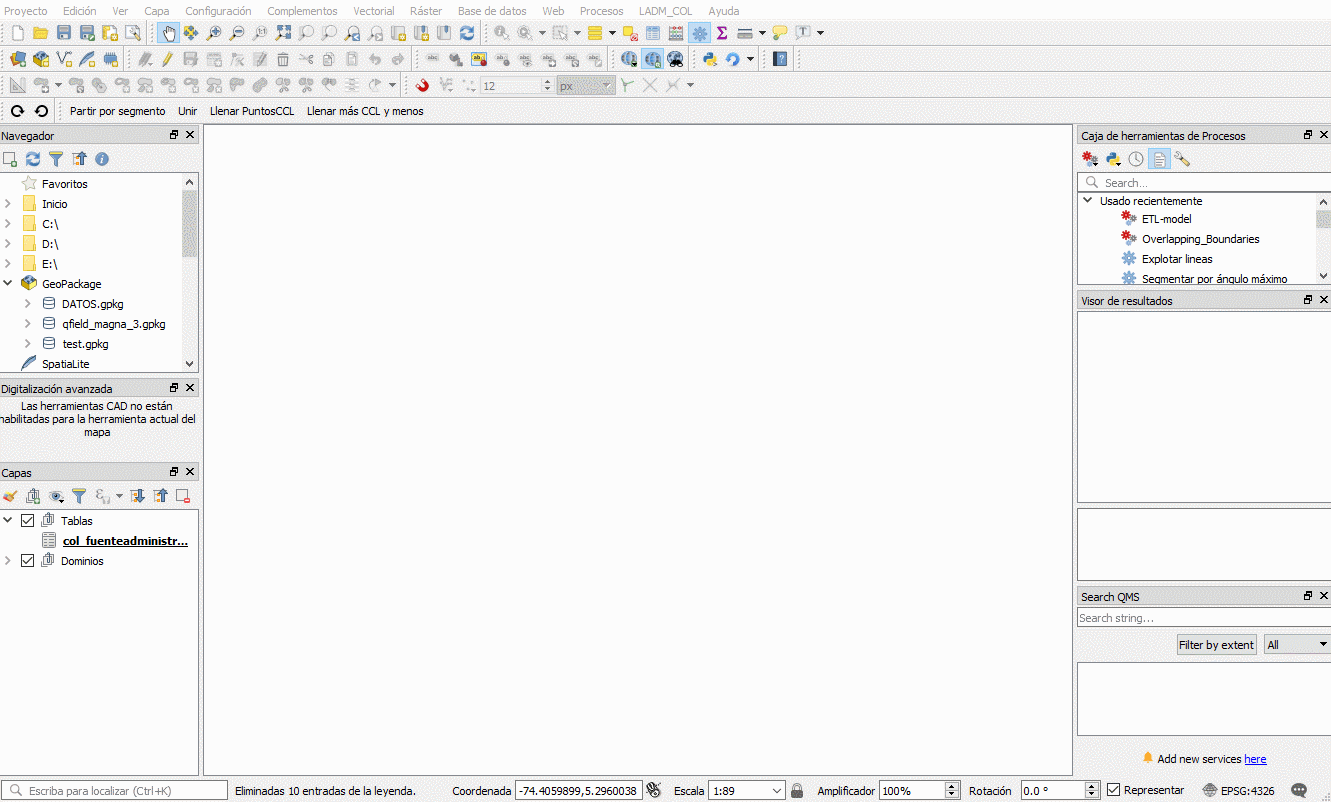 Proyecto Edición Ver Capa Configuración Complementos Vectorial Ráster Base de datos Web Procesos LADM_COL Ayuda
12 px
Partir por segmento Unir Llenar PuntosCCL Llenar más CCL y menos
Navegador
Favoritos
Inicio
C:\
D:\
E:\
GeoPackage
DATOS.gpkg
qfield_magna_3.gpkg
test.gpkg
SpatiaLite
Digitalización avanzada
Las herramientas CAD no están
habilitadas para la herramienta actual del
mapa
Capas
Tablas
col_fuenteadministr...
Dominios
Caja de herramientas de Procesos
Search...
Usado recientemente
ETL-model
Overlapping_Boundaries
Explotar lineas
Segmentar por ángulo máximo
Visor de resultados
Search QMS
Search string...
Filter by extent All
Add new services here
Escriba para localizar (Ctrl+K) Eliminadas 10 entradas de la leyenda. Coordenada -74.4059899,5.2960038 Escala 1:89 Amplificador 100% Rotación 0.0 ° Representar EPSG:4326